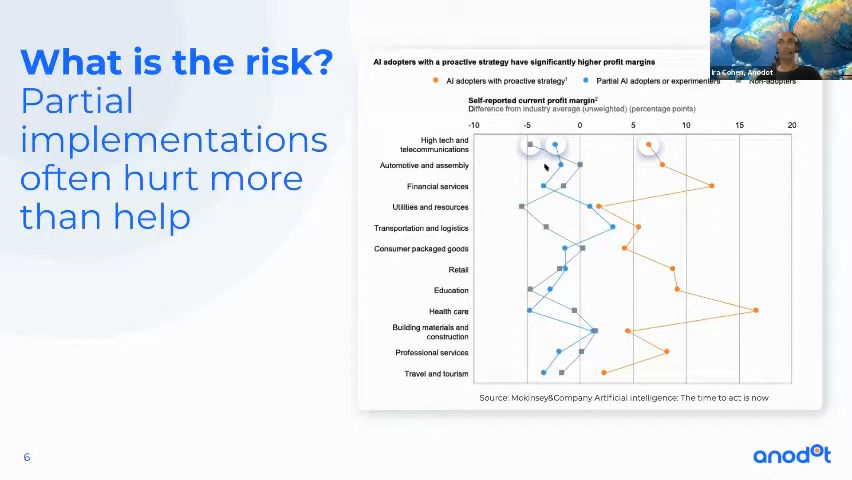 What is the risk?
Partial
implementations
often hurt more
than help
AI adopters with a proactive strategy have significantly higher profit margins
Ira Cohen, Anodot
AI adopters with proactive strategy¹
Partial AI adopters or experimenters
Non-adopters
Self-reported current profit margin²
Difference from industry average (unweighted) (percentage points)
-10 -5 0 5 10 15 20
High tech and
telecommunications
Automotive and assembly
Financial services
Utilities and resources
Transportation and logistics
Consumer packaged goods
Retail
Education
Health care
Building materials and
construction
Professional services
Travel and tourism
Source: Mckinsey&Company Artificial intelligence: The time to act is now
6
anodot